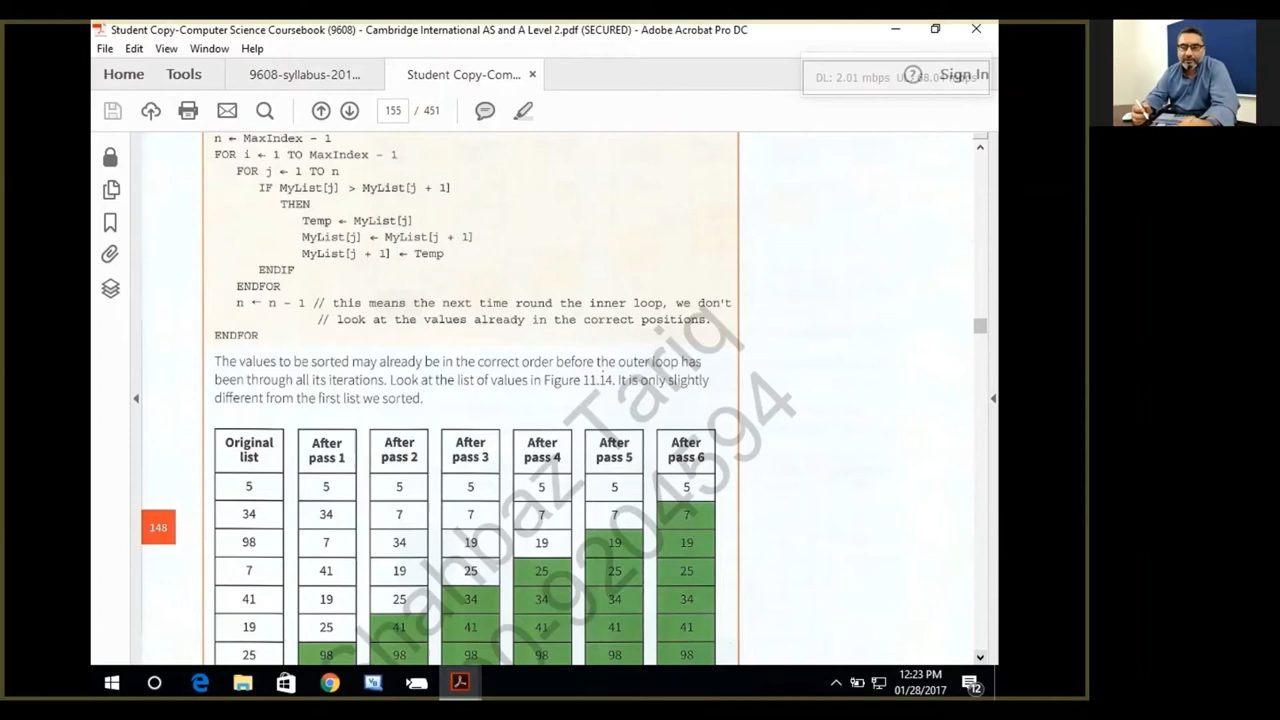 Student Copy-Computer Science Coursebook (9608) - Cambridge International AS and A Level 2.pdf (SECURED) - Adobe Acrobat Pro DC
File Edit View Window Help
Home Tools 9608-syllabus-201... Student Copy-Com... × Sign In
DL: 2.01 mbps
155 / 451
n ← MaxIndex - 1
FOR i ← 1 TO MaxIndex - 1
FOR j ← 1 TO n
IF MyList[j] > MyList[j + 1]
THEN
Temp ← MyList[j]
MyList[j] ← MyList[j + 1]
MyList[j + 1] ← Temp
ENDIF
ENDFOR
n ← n - 1 // this means the next time round the inner loop, we don't
// look at the values already in the correct positions.
ENDFOR
The values to be sorted may already be in the correct order before the outer loop has
been through all its iterations. Look at the list of values in Figure 11.14. It is only slightly
different from the first list we sorted.
Original list After pass 1 After pass 2 After pass 3 After pass 4 After pass 5 After pass 6
5 5 5 5 5 5 5
34 34 7 7 7 7 7
98 7 34 19 19 19 19
7 41 19 25 25 25 25
41 19 25 34 34 34 34
19 25 41 41 41 41 41
25 98 98 98 98 98 98
148
Shahbaz Tariq
00-9204594
12:23 PM
01/28/2017
12